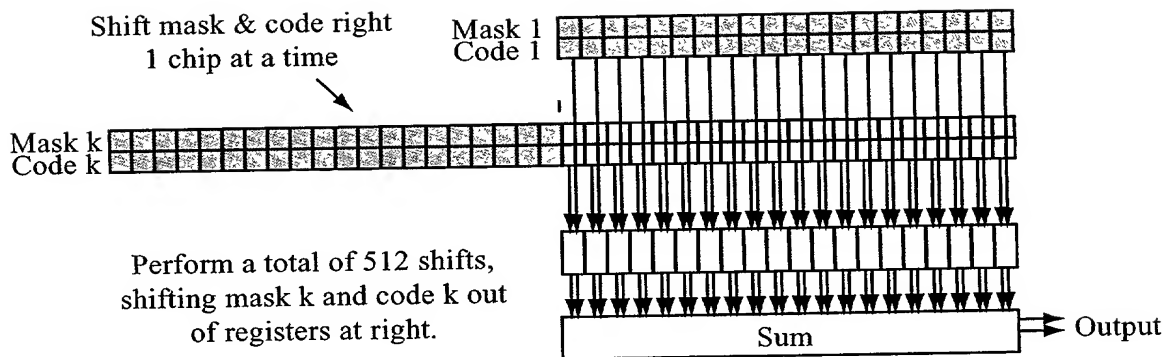 Shift mask & code right
1 chip at a time
Mask 1
Code 1
Mask k
Code k
Perform a total of 512 shifts,
shifting mask k and code k out
of registers at right.
Sum
Output